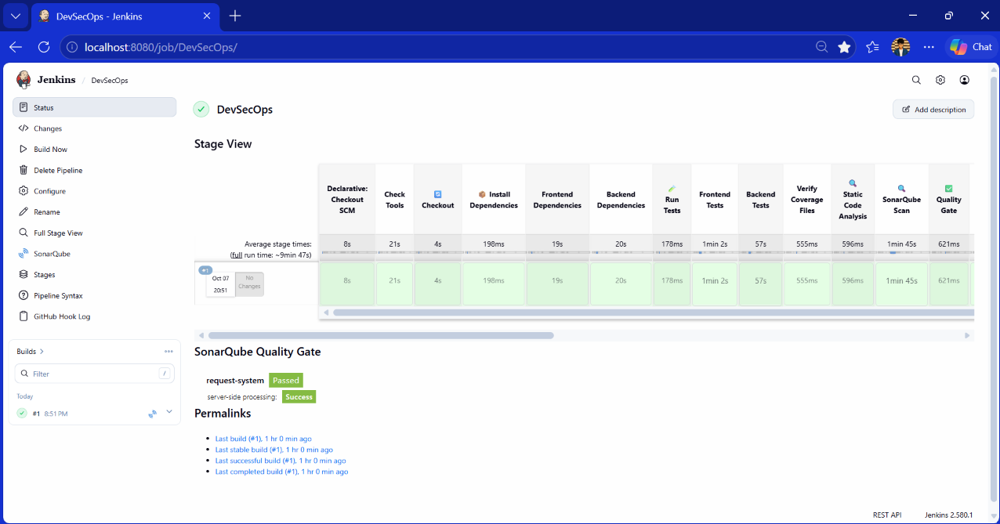 DevSecOps - Jenkins
localhost:8080/job/DevSecOps/
Chat
Jenkins / DevSecOps
Status
Changes
Build Now
Delete Pipeline
Configure
Rename
Full Stage View
SonarQube
Stages
Pipeline Syntax
GitHub Hook Log
Builds
Filter /
Today
#1 8:51 PM
DevSecOps
Add description
Stage View
Declarative: Checkout SCM
Check Tools
Checkout
Install Dependencies
Frontend Dependencies
Backend Dependencies
Run Tests
Frontend Tests
Backend Tests
Verify Coverage Files
Static Code Analysis
SonarQube Scan
Quality Gate
Average stage times: 8s 21s 4s 198ms 19s 20s 178ms 1min 2s 57s 555ms 596ms 1min 45s 621ms
(full run time: ~9min 47s)
#1
Oct 07
20:51
No Changes
8s 21s 4s 198ms 19s 20s 178ms 1min 2s 57s 555ms 596ms 1min 45s 621ms
SonarQube Quality Gate
request-system Passed
server-side processing: Success
Permalinks
Last build (#1), 1 hr 0 min ago
Last stable build (#1), 1 hr 0 min ago
Last successful build (#1), 1 hr 0 min ago
Last completed build (#1), 1 hr 0 min ago
REST API Jenkins 2.580.1